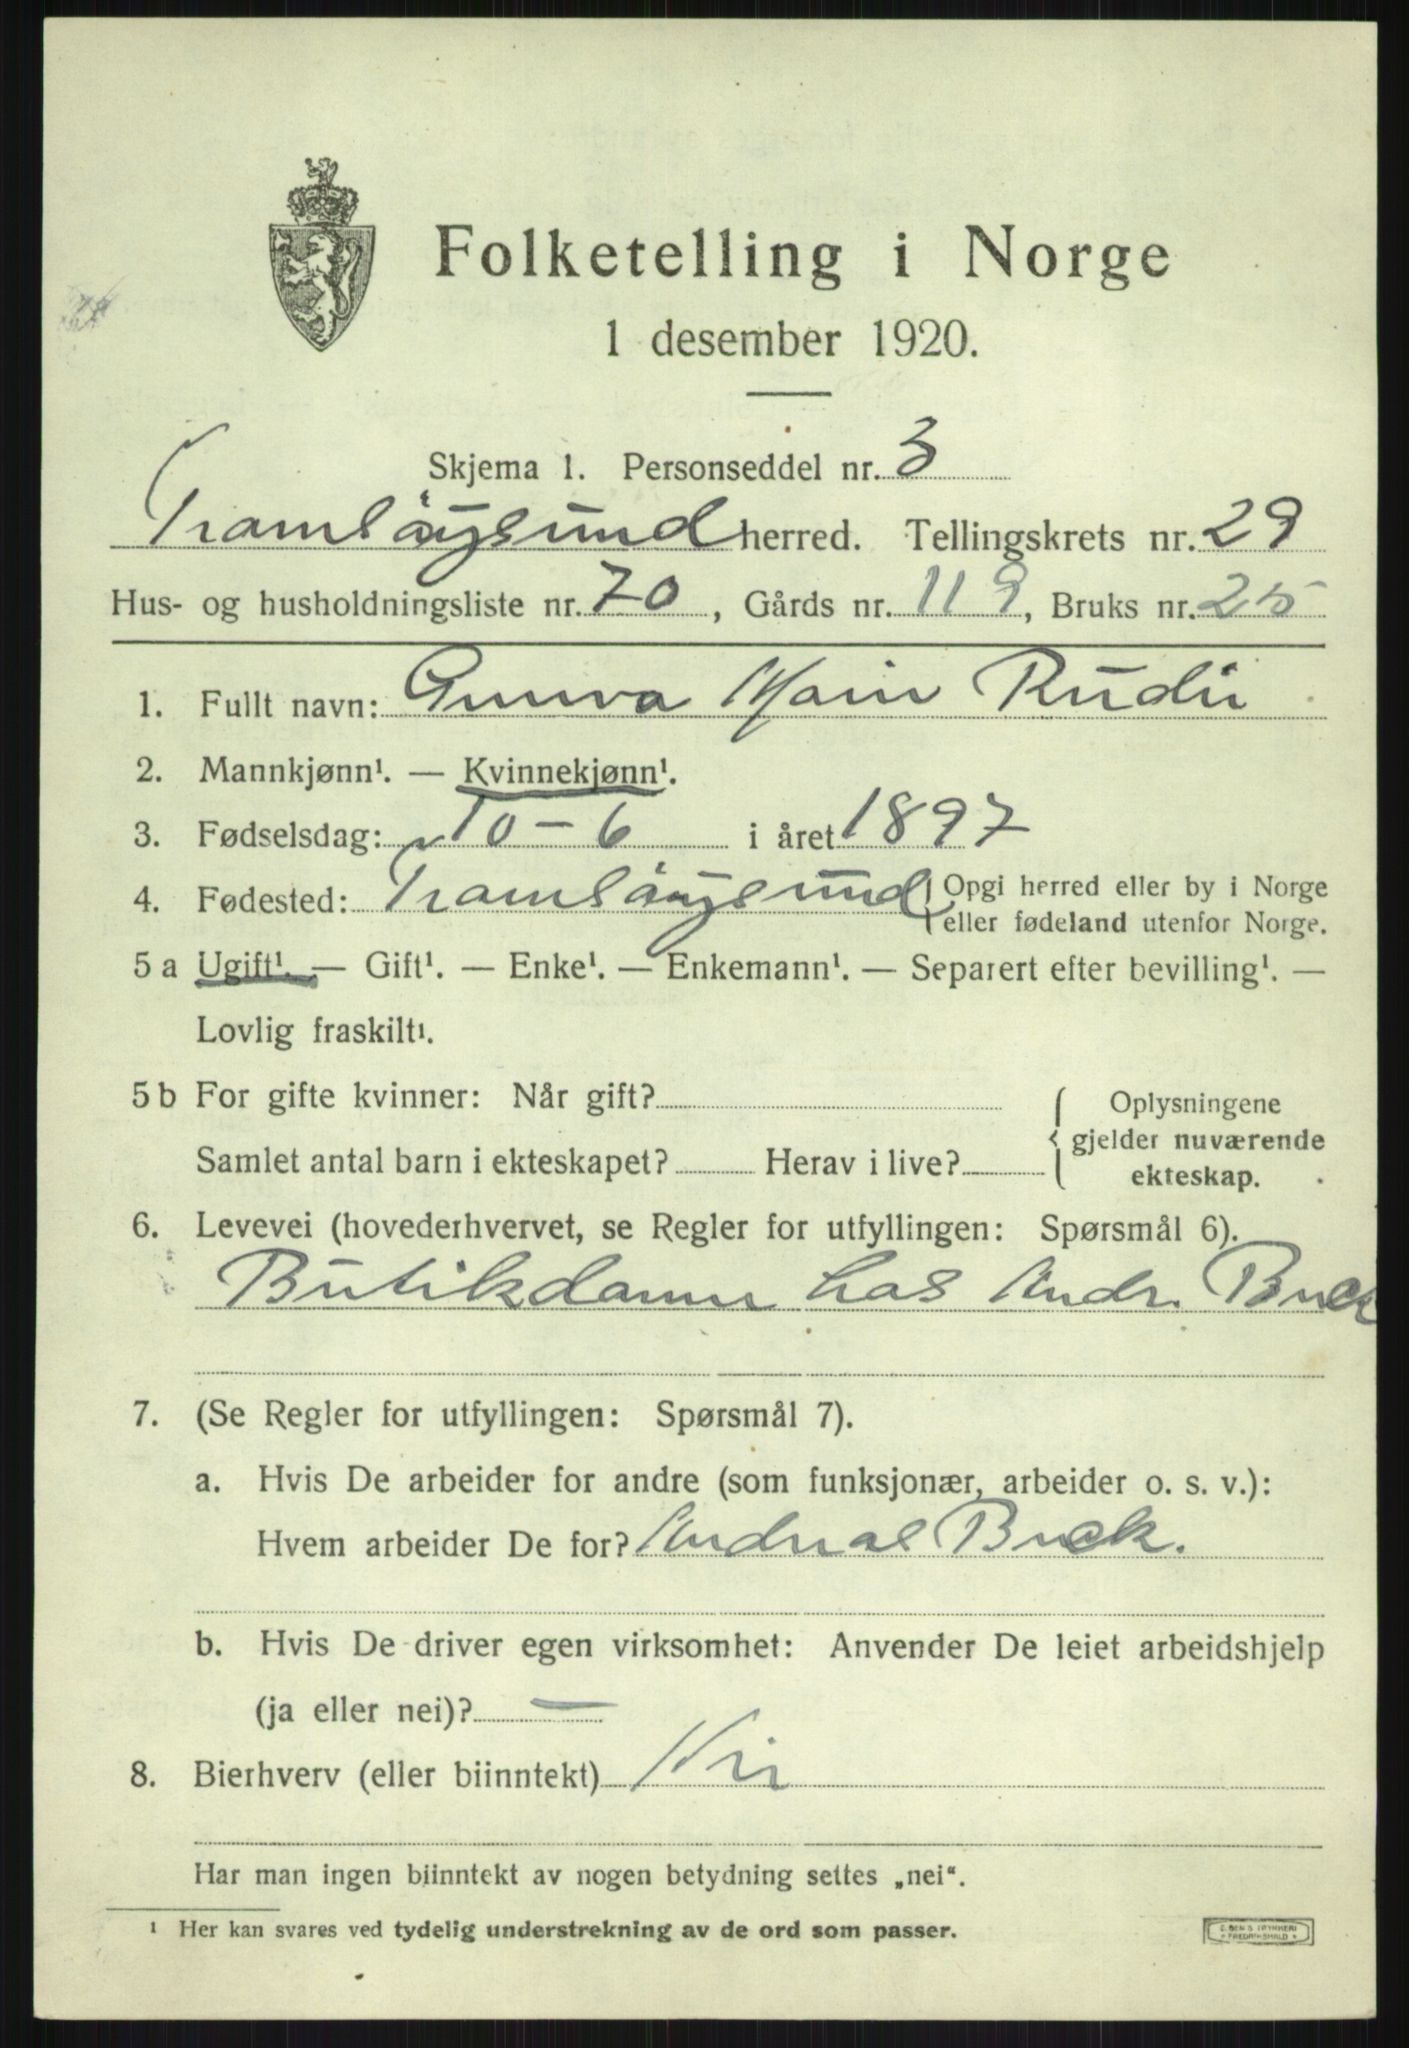 Folketelling i Norge
1 desember 1920.
Skjema 1. Personseddel nr. 3
Tromsöysund herred. Tellingskrets nr. 29
Hus- og husholdningsliste nr. 70, Gårds nr. 119, Bruks nr. 25
1. Fullt navn: Gunva Marie Rudie
2. Mannkjønn¹. — Kvinnekjønn¹.
3. Fødselsdag: 10-6 i året 1897
4. Fødested: Tromsöysund Opgi herred eller by i Norge
eller fødeland utenfor Norge.
5 a Ugift¹. — Gift¹. — Enke¹. — Enkemann¹. — Separert efter bevilling¹. —
Lovlig fraskilt¹.
5 b For gifte kvinner: Når gift?
Samlet antal barn i ekteskapet? Herav i live?
Oplysningene
gjelder nuværende
ekteskap.
6. Levevei (hovederhvervet, se Regler for utfyllingen: Spørsmål 6).
Butikdame hos Andr. Buck
7. (Se Regler for utfyllingen: Spørsmål 7).
a. Hvis De arbeider for andre (som funksjonær, arbeider o. s. v.):
Hvem arbeider De for? Andreas Buck.
b. Hvis De driver egen virksomhet: Anvender De leiet arbeidshjelp
(ja eller nei)? —
8. Bierhverv (eller biinntekt) Nei
Har man ingen biinntekt av nogen betydning settes „nei“.
¹ Her kan svares ved tydelig understrekning av de ord som passer.